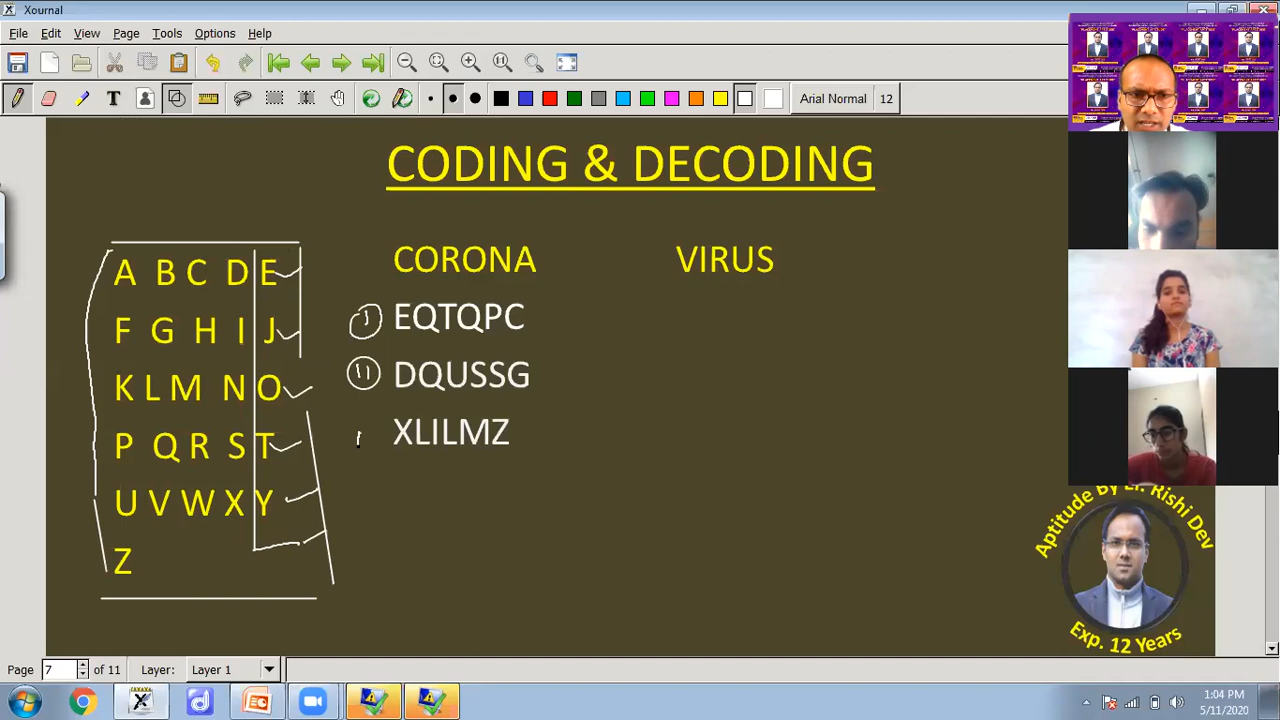 Xournal
File Edit View Page Tools Options Help
Arial Normal 12
CODING & DECODING
A B C D E
F G H I J
K L M N O
P Q R S T
U V W X Y
Z
CORONA VIRUS
EQTQPC
DQUSSG
XLILMZ
Aptitude By Er. Rishi Dev
Exp. 12 Years
Page 7 of 11 Layer: Layer 1
1:04 PM
5/11/2020